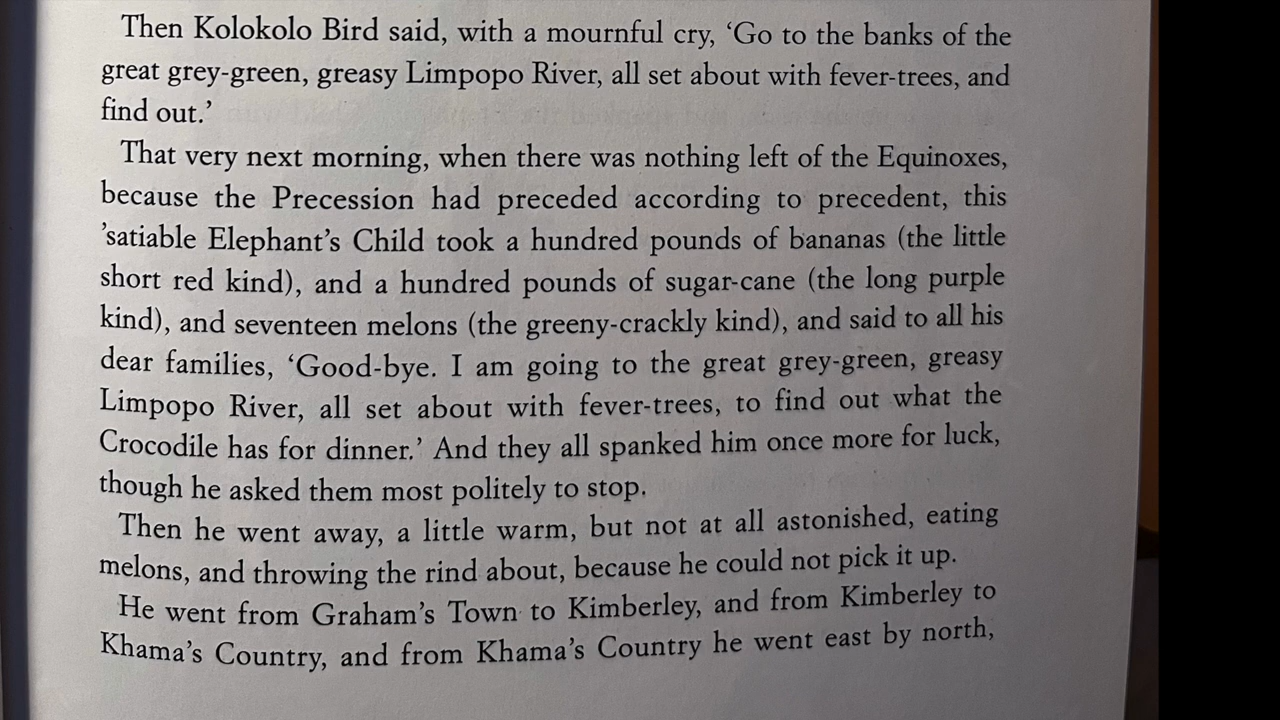 Then Kolokolo Bird said, with a mournful cry, ‘Go to the banks of the
great grey-green, greasy Limpopo River, all set about with fever-trees, and
find out.’
That very next morning, when there was nothing left of the Equinoxes,
because the Precession had preceded according to precedent, this
’satiable Elephant’s Child took a hundred pounds of bananas (the little
short red kind), and a hundred pounds of sugar-cane (the long purple
kind), and seventeen melons (the greeny-crackly kind), and said to all his
dear families, ‘Good-bye. I am going to the great grey-green, greasy
Limpopo River, all set about with fever-trees, to find out what the
Crocodile has for dinner.’ And they all spanked him once more for luck,
though he asked them most politely to stop.
Then he went away, a little warm, but not at all astonished, eating
melons, and throwing the rind about, because he could not pick it up.
He went from Graham’s Town to Kimberley, and from Kimberley to
Khama’s Country, and from Khama’s Country he went east by north,